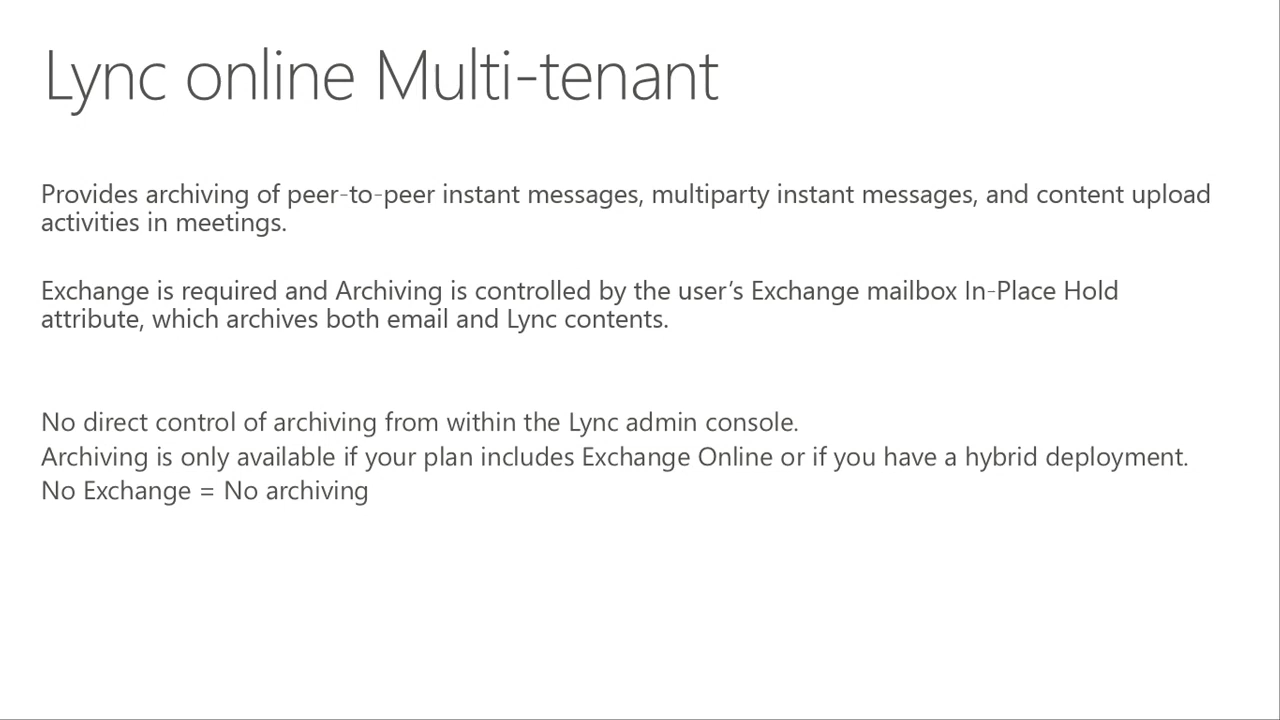 Lync online Multi-tenant
Provides archiving of peer-to-peer instant messages, multiparty instant messages, and content upload
activities in meetings.
Exchange is required and Archiving is controlled by the user’s Exchange mailbox In-Place Hold
attribute, which archives both email and Lync contents.
No direct control of archiving from within the Lync admin console.
Archiving is only available if your plan includes Exchange Online or if you have a hybrid deployment.
No Exchange = No archiving